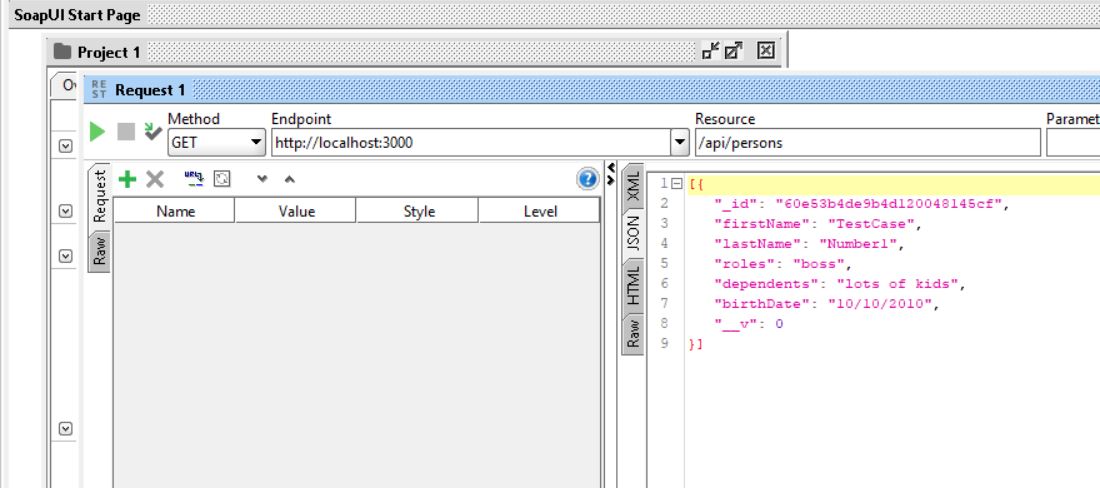 SoapUI Start Page
Project 1
Ov
REST Request 1
Method Endpoint Resource Paramet
GET http://localhost:3000 /api/persons
Request
Raw
Name Value Style Level
XML
JSON
HTML
Raw
1 [{
2 "_id": "60e53b4de9b4d120048145cf",
3 "firstName": "TestCase",
4 "lastName": "Number1",
5 "roles": "boss",
6 "dependents": "lots of kids",
7 "birthDate": "10/10/2010",
8 "__v": 0
9 }]